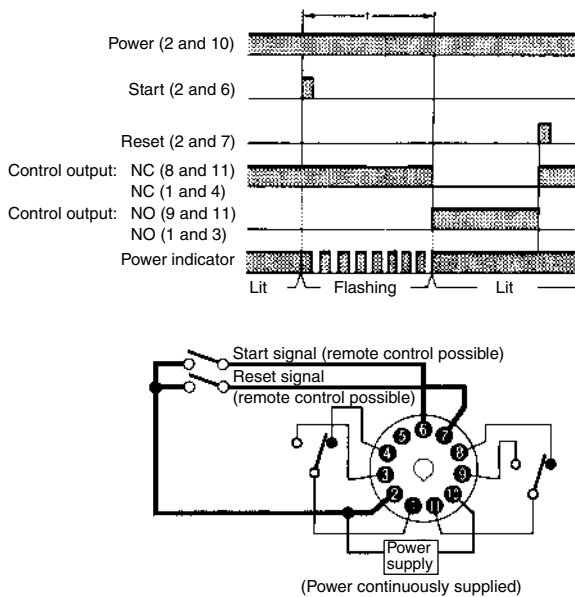 t
Power (2 and 10)
Start (2 and 6)
Reset (2 and 7)
Control output: NC (8 and 11)
NC (1 and 4)
Control output: NO (9 and 11)
NO (1 and 3)
Power indicator
Lit Flashing Lit
Start signal (remote control possible)
Reset signal
(remote control possible)
6
5 7
4 8
3 9
2 10
1 11
Power
supply
(Power continuously supplied)